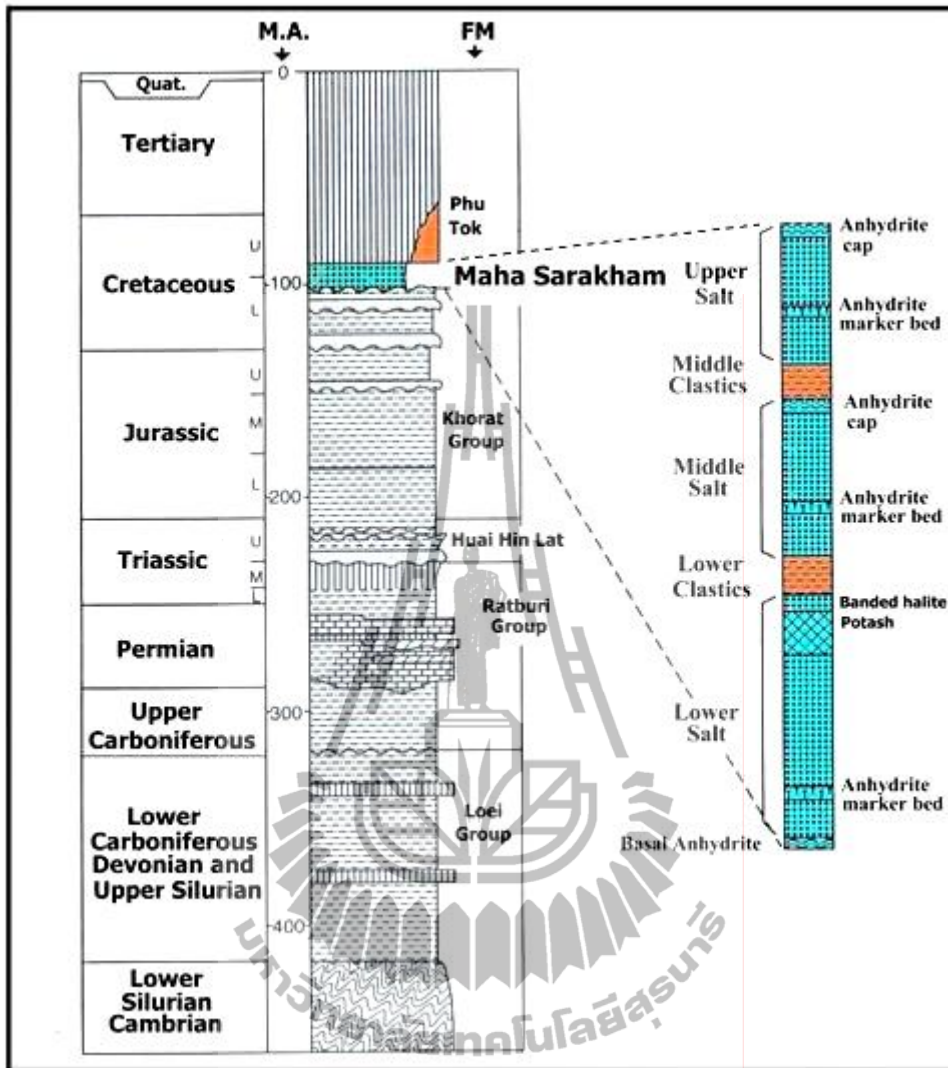 M.A.
FM
0
Quat.
Tertiary
Phu
Tok
U
Cretaceous
L
100
Maha Sarakham
U
Jurassic
M
L
Khorat
Group
200
U
Triassic
M
L
Huai Hin Lat
Ratburi
Group
Permian
Upper
Carboniferous
300
Lower
Carboniferous
Devonian and
Upper Silurian
Loei
Group
400
Lower
Silurian
Cambrian
Anhydrite
cap
Upper
Salt
Anhydrite
marker bed
Middle
Clastics
Anhydrite
cap
Middle
Salt
Anhydrite
marker bed
Lower
Clastics
Banded halite
Potash
Lower
Salt
Anhydrite
marker bed
Basal Anhydrite